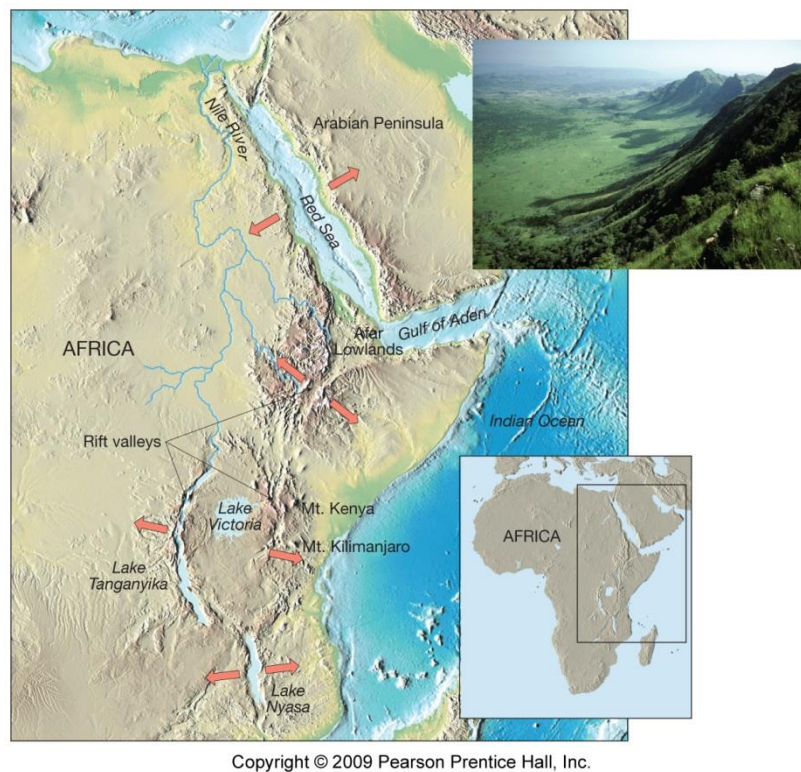 Nile River
Arabian Peninsula
Red Sea
Gulf of Aden
Afar
Lowlands
AFRICA
Indian Ocean
Rift valleys
Lake
Victoria
Mt. Kenya
Mt. Kilimanjaro
Lake
Tanganyika
Lake
Nyasa
AFRICA
Copyright © 2009 Pearson Prentice Hall, Inc.